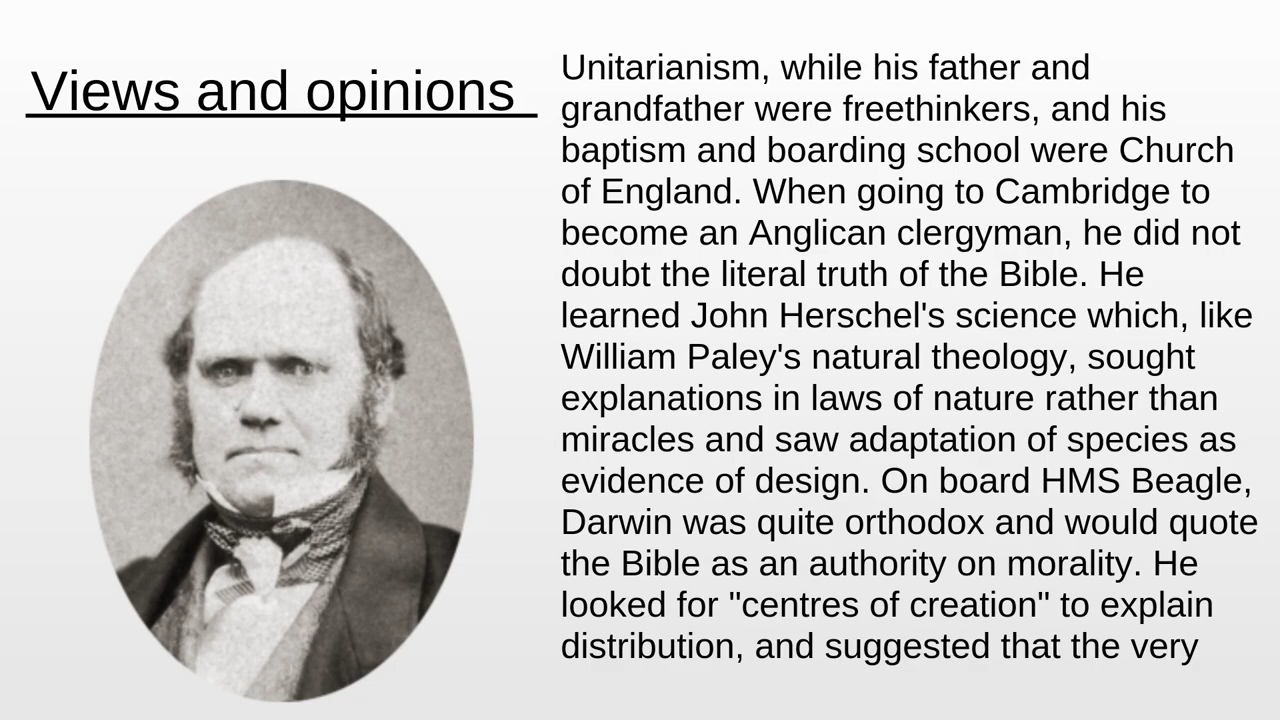 Views and opinions
Unitarianism, while his father and
grandfather were freethinkers, and his
baptism and boarding school were Church
of England. When going to Cambridge to
become an Anglican clergyman, he did not
doubt the literal truth of the Bible. He
learned John Herschel's science which, like
William Paley's natural theology, sought
explanations in laws of nature rather than
miracles and saw adaptation of species as
evidence of design. On board HMS Beagle,
Darwin was quite orthodox and would quote
the Bible as an authority on morality. He
looked for "centres of creation" to explain
distribution, and suggested that the very